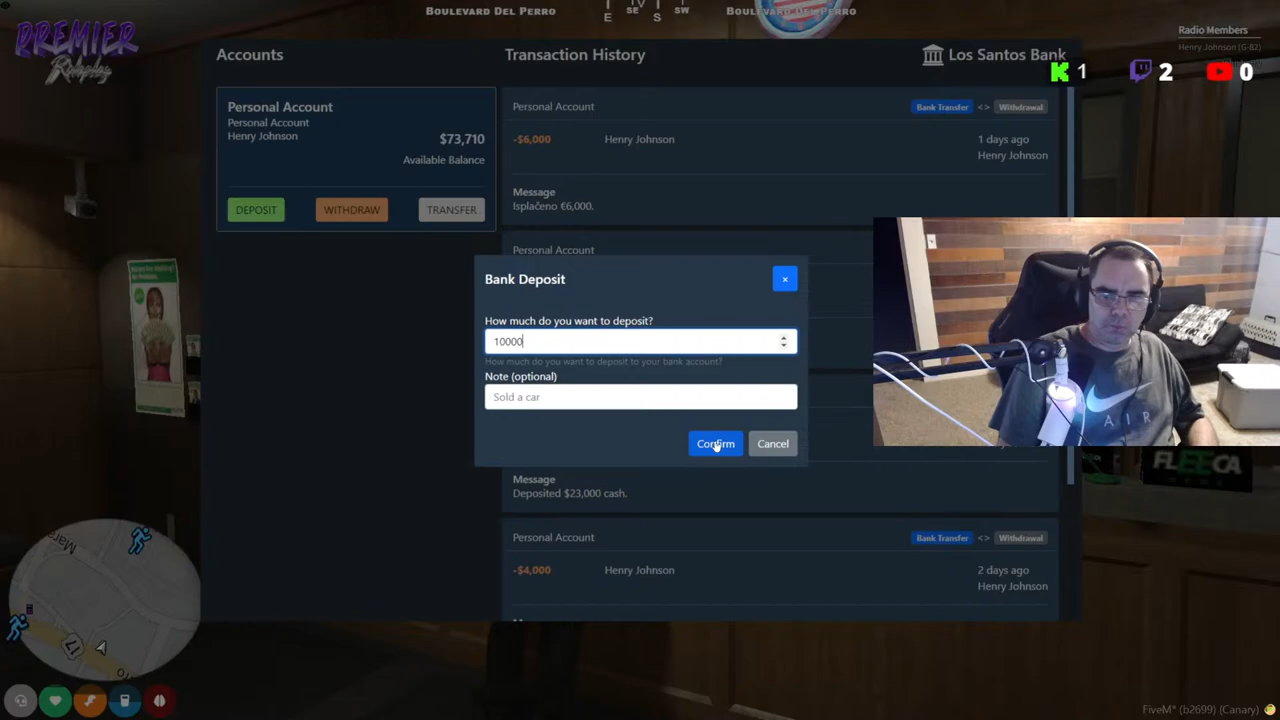 BOULEVARD DEL PERRO
E
SE
S
SW
BOULEVARD DEL PERRO
PREMIER
Roleplay
Radio Members
Henry Johnson (G-82)
1
2
0
Accounts
Transaction History
Los Santos Bank
Personal Account
Personal Account
Henry Johnson
$73,710
Available Balance
DEPOSIT
WITHDRAW
TRANSFER
Personal Account
Bank Transfer <> Withdrawal
-$6,000
Henry Johnson
1 days ago
Henry Johnson
Message
Isplačeno €6,000.
Personal Account
Bank Deposit
×
How much do you want to deposit?
10000
How much do you want to deposit to your bank account?
Note (optional)
Sold a car
Confirm
Cancel
AIR
FLEECA
Message
Deposited $23,000 cash.
Personal Account
Bank Transfer <> Withdrawal
-$4,000
Henry Johnson
2 days ago
Henry Johnson
17
FiveM* (b2699) (Canary)